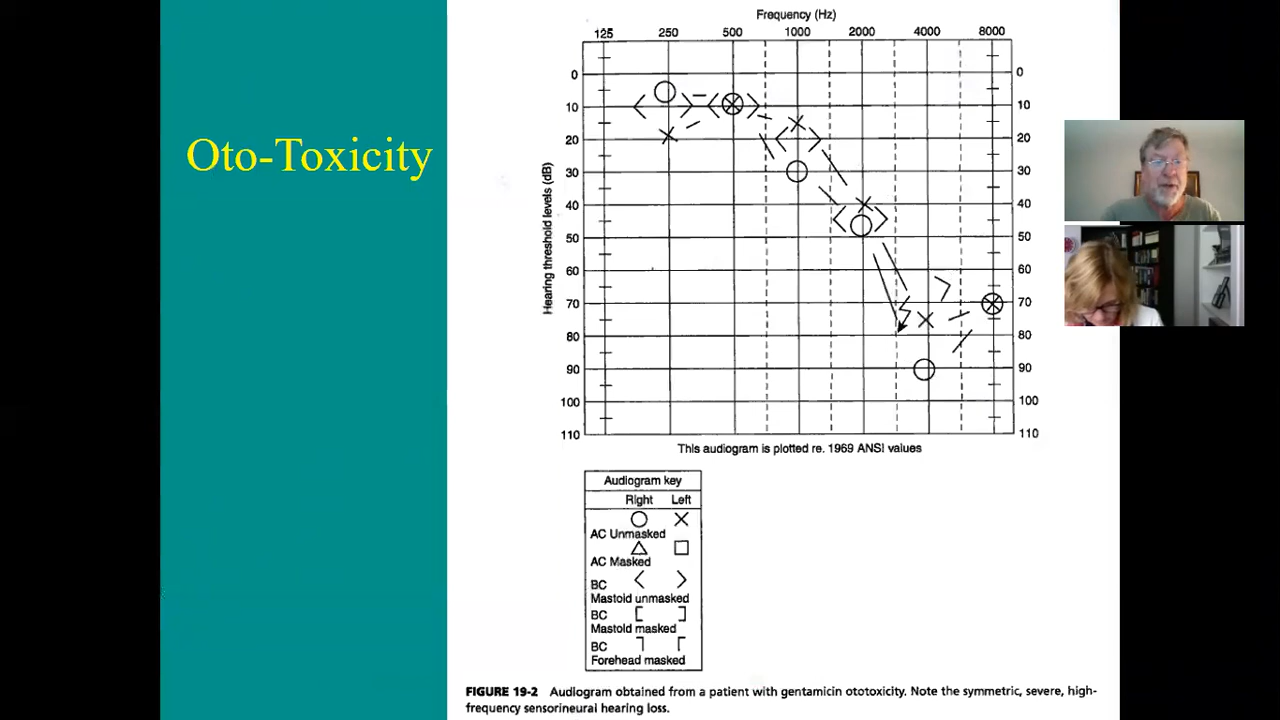 Oto-Toxicity
Frequency (Hz)
125 250 500 1000 2000 4000 8000
Hearing threshold levels (dB)
0 0
10 10
20 20
30 30
40 40
50 50
60 60
70 70
80 80
90 90
100 100
110 110
This audiogram is plotted re. 1969 ANSI values
Audiogram key
Right Left
AC Unmasked
AC Masked
BC
Mastoid unmasked
BC
Mastoid masked
BC
Forehead masked
FIGURE 19-2 Audiogram obtained from a patient with gentamicin ototoxicity. Note the symmetric, severe, high-
frequency sensorineural hearing loss.